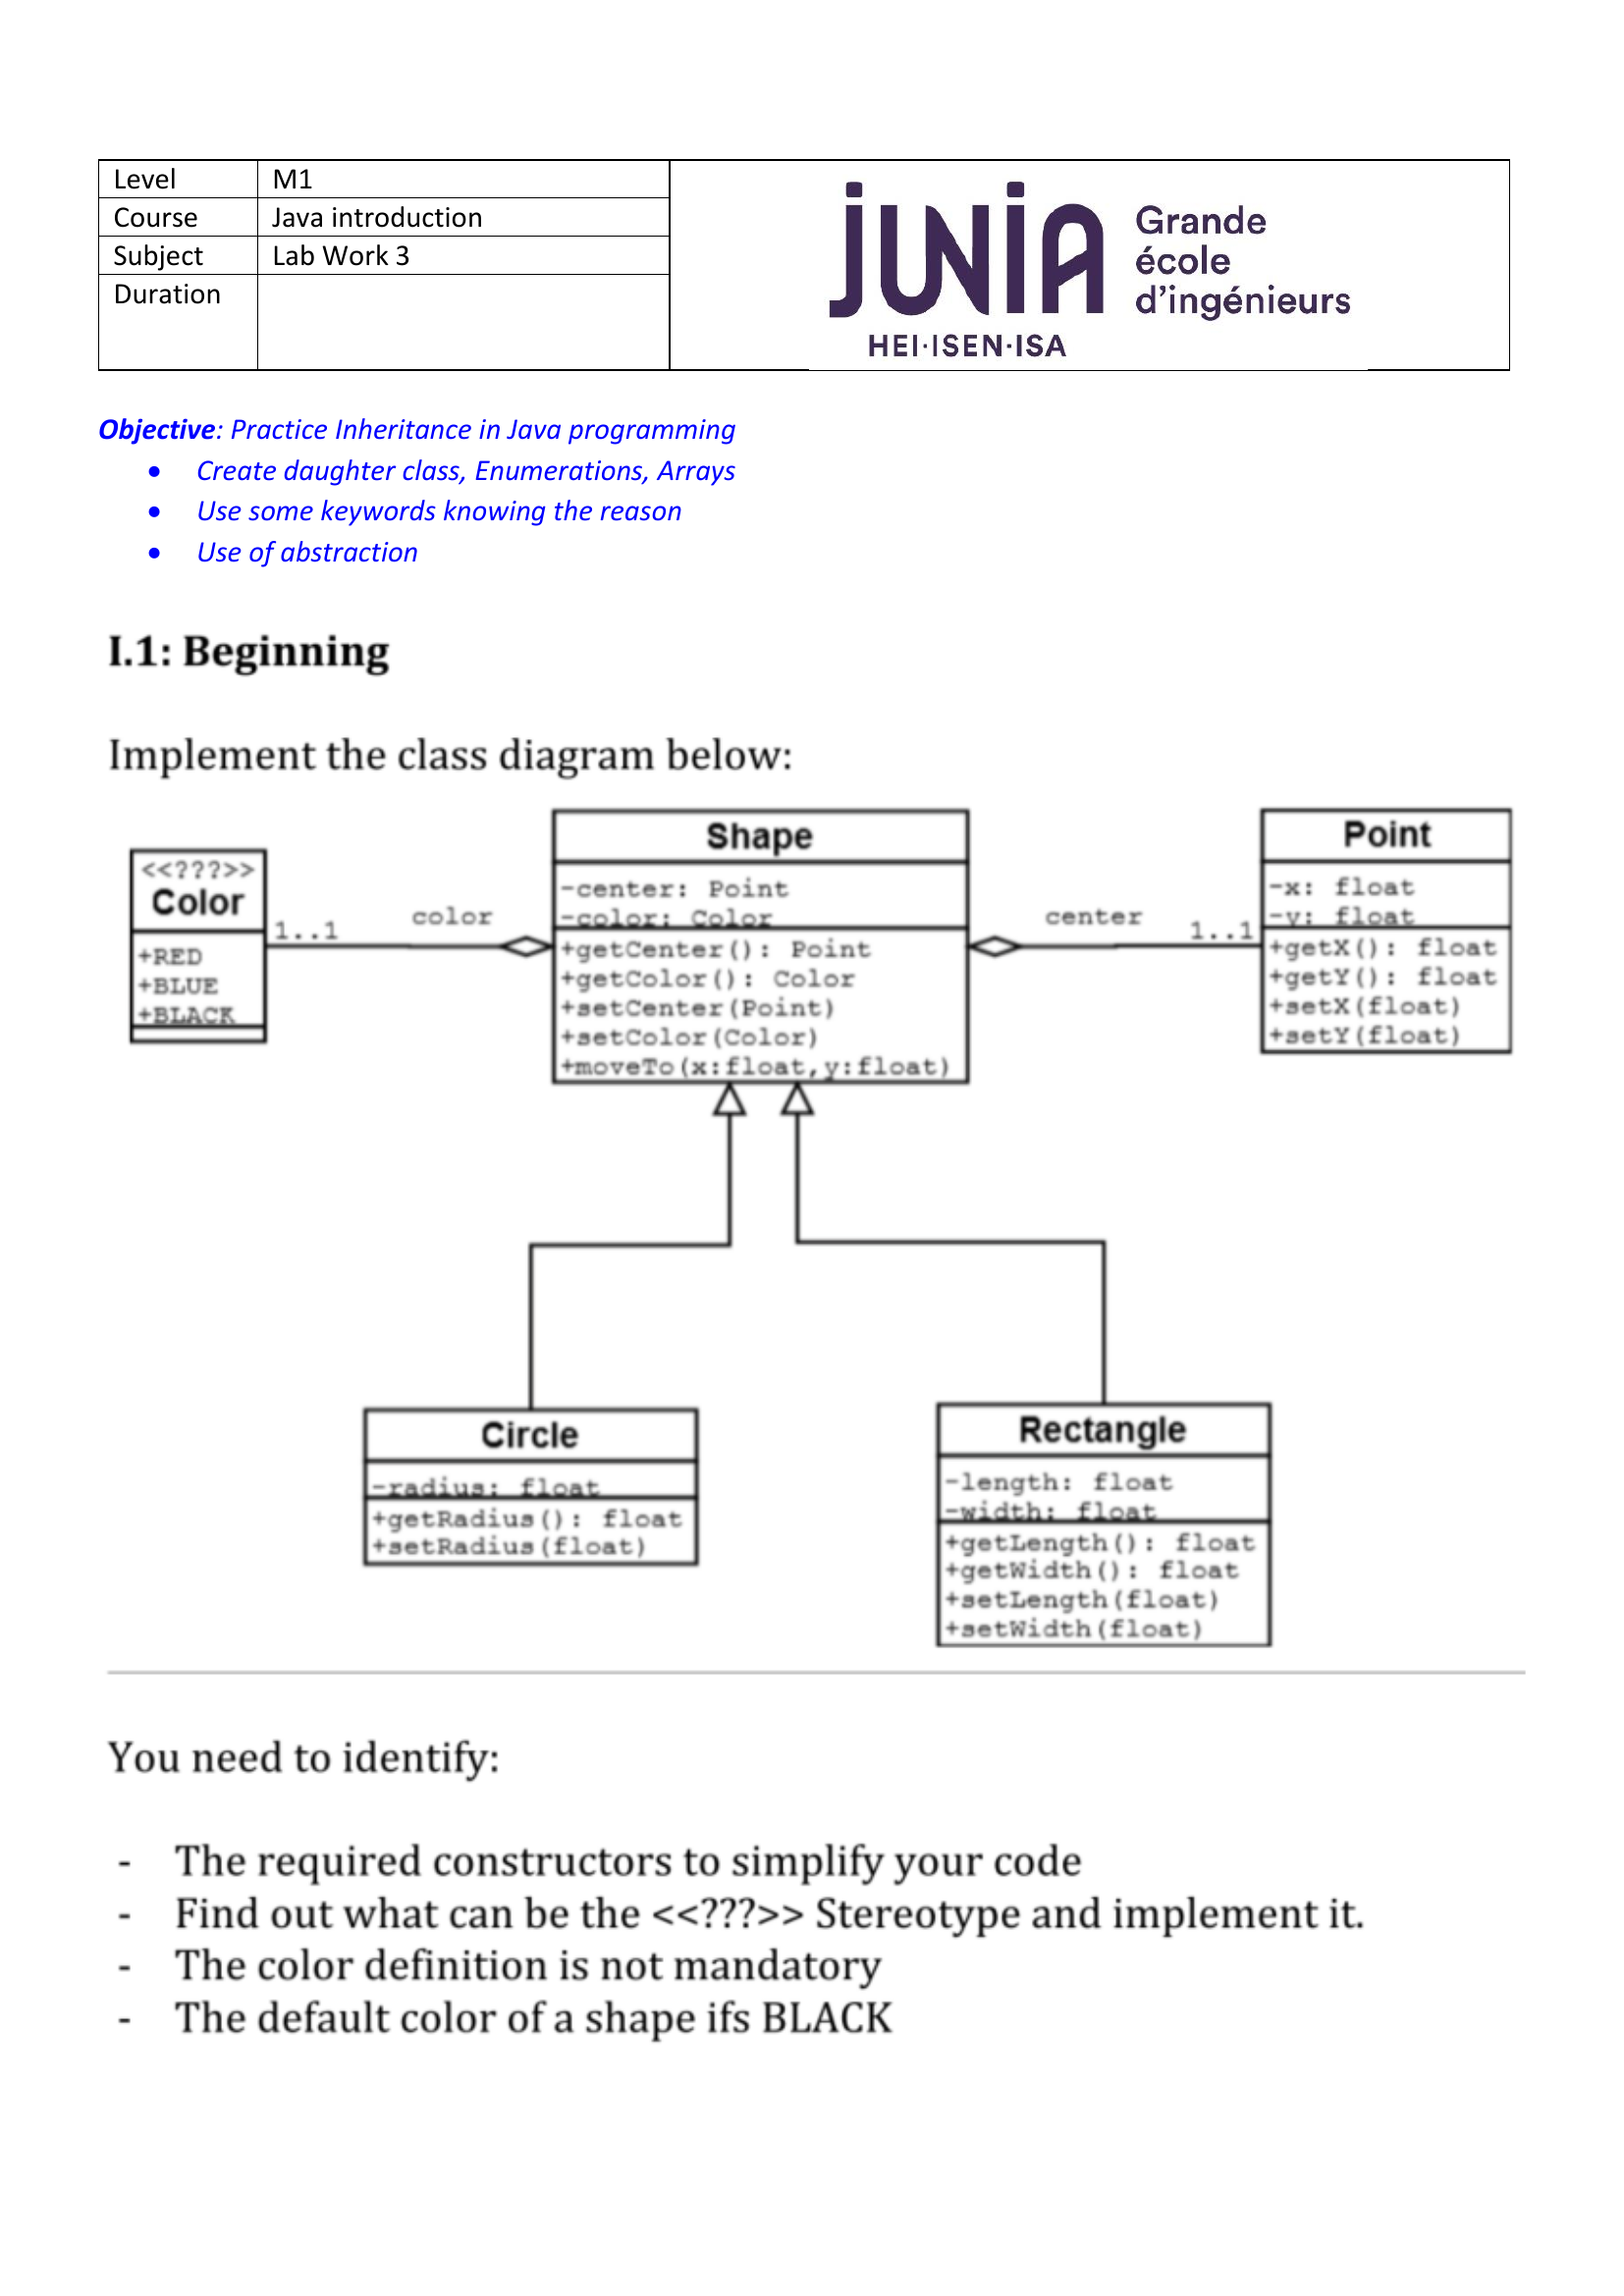 Level M1
Course Java introduction
Subject Lab Work 3
Duration
JUNIA
Grande
école
d'ingénieurs
HEI·ISEN·ISA
Objective: Practice Inheritance in Java programming
• Create daughter class, Enumerations, Arrays
• Use some keywords knowing the reason
• Use of abstraction
I.1: Beginning
Implement the class diagram below:
<<???>>
Color
+RED
+BLUE
+BLACK
1..1
color
Shape
-center: Point
-color: Color
+getCenter(): Point
+getColor(): Color
+setCenter(Point)
+setColor(Color)
+moveTo(x:float,y:float)
center
1..1
Point
-x: float
-y: float
+getX(): float
+getY(): float
+setX(float)
+setY(float)
Circle
-radius: float
+getRadius(): float
+setRadius(float)
Rectangle
-length: float
-width: float
+getLength(): float
+getWidth(): float
+setLength(float)
+setWidth(float)
You need to identify:
- The required constructors to simplify your code
- Find out what can be the <<???>> Stereotype and implement it.
- The color definition is not mandatory
- The default color of a shape ifs BLACK